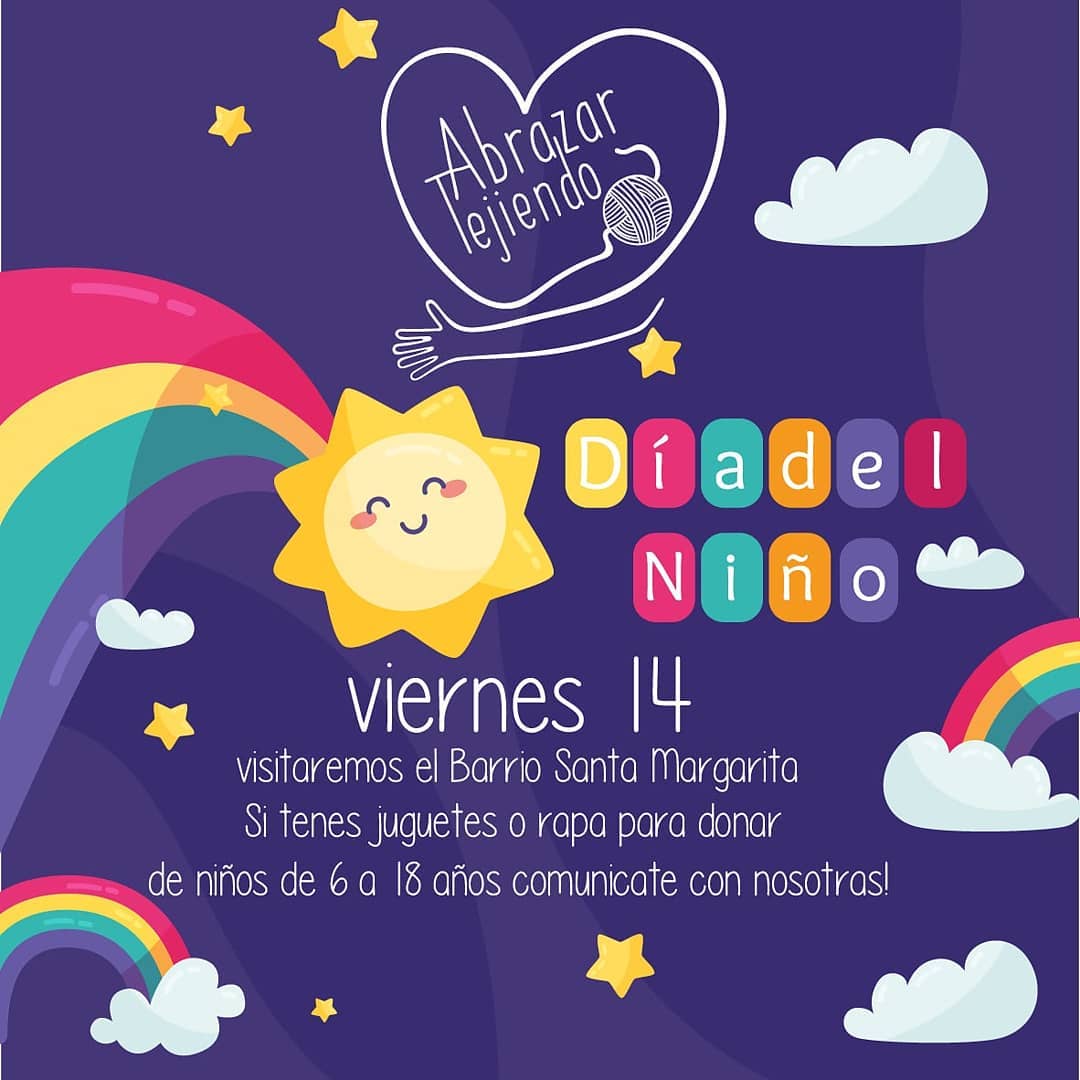 Abrazar
Tejiendo
Díadel
Niño
viernes 14
visitaremos el Barrio Santa Margarita
Si tenes juguetes o rapa para donar
de niños de 6 a 18 años comunicate con nosotras!